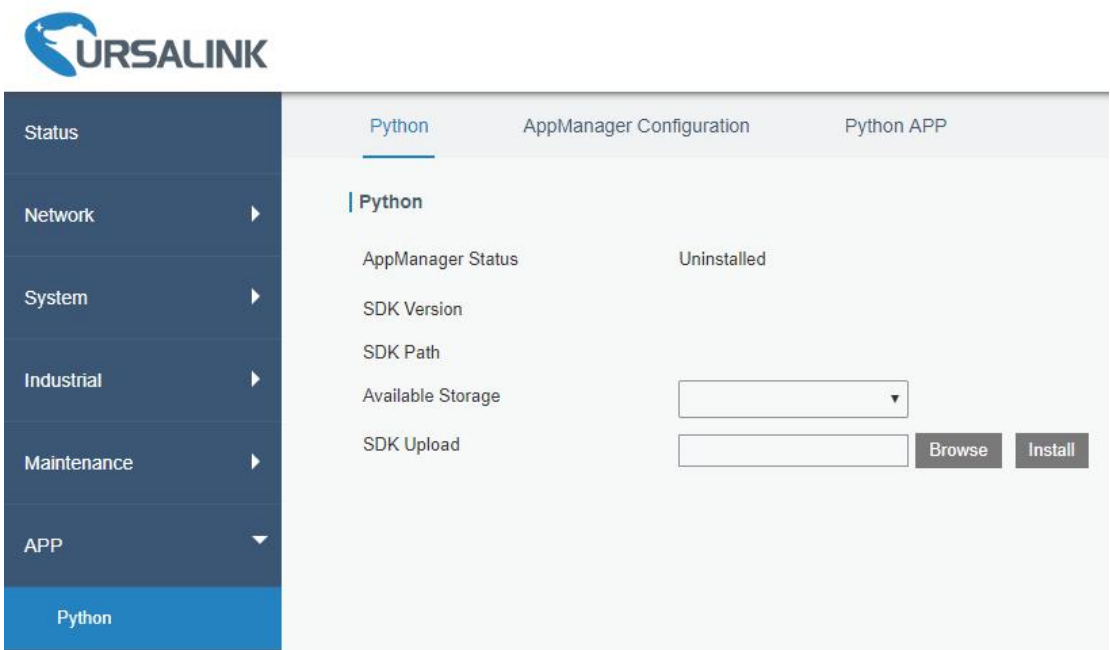 URSALINK
Status
Network
System
Industrial
Maintenance
APP
Python
Python AppManager Configuration Python APP
Python
AppManager Status Uninstalled
SDK Version
SDK Path
Available Storage
SDK Upload Browse Install